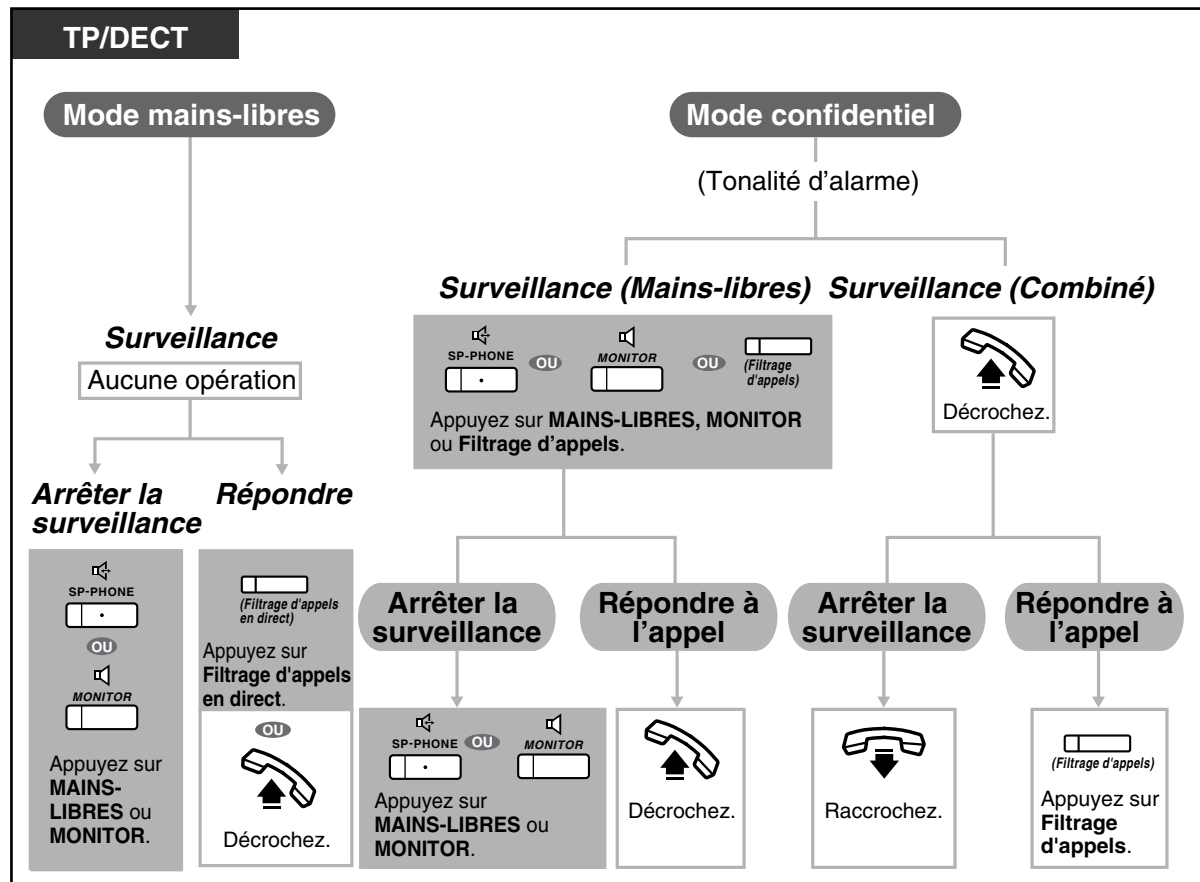 TP/DECT
Mode mains-libres
Surveillance
Aucune opération
Arrêter la
surveillance
SP-PHONE
OU
MONITOR
Appuyez sur
MAINS-
LIBRES ou
MONITOR.
Répondre
(Filtrage d'appels
en direct)
Appuyez sur
Filtrage d'appels
en direct.
OU
Décrochez.
Mode confidentiel
(Tonalité d’alarme)
Surveillance (Mains-libres)
SP-PHONE
OU
MONITOR
OU
(Filtrage
d'appels)
Appuyez sur MAINS-LIBRES, MONITOR
ou Filtrage d’appels.
Arrêter la
surveillance
SP-PHONE
OU
MONITOR
Appuyez sur
MAINS-LIBRES ou
MONITOR.
Répondre à
l’appel
Décrochez.
Surveillance (Combiné)
Décrochez.
Arrêter la
surveillance
Raccrochez.
Répondre à
l’appel
(Filtrage d'appels)
Appuyez sur
Filtrage
d'appels.